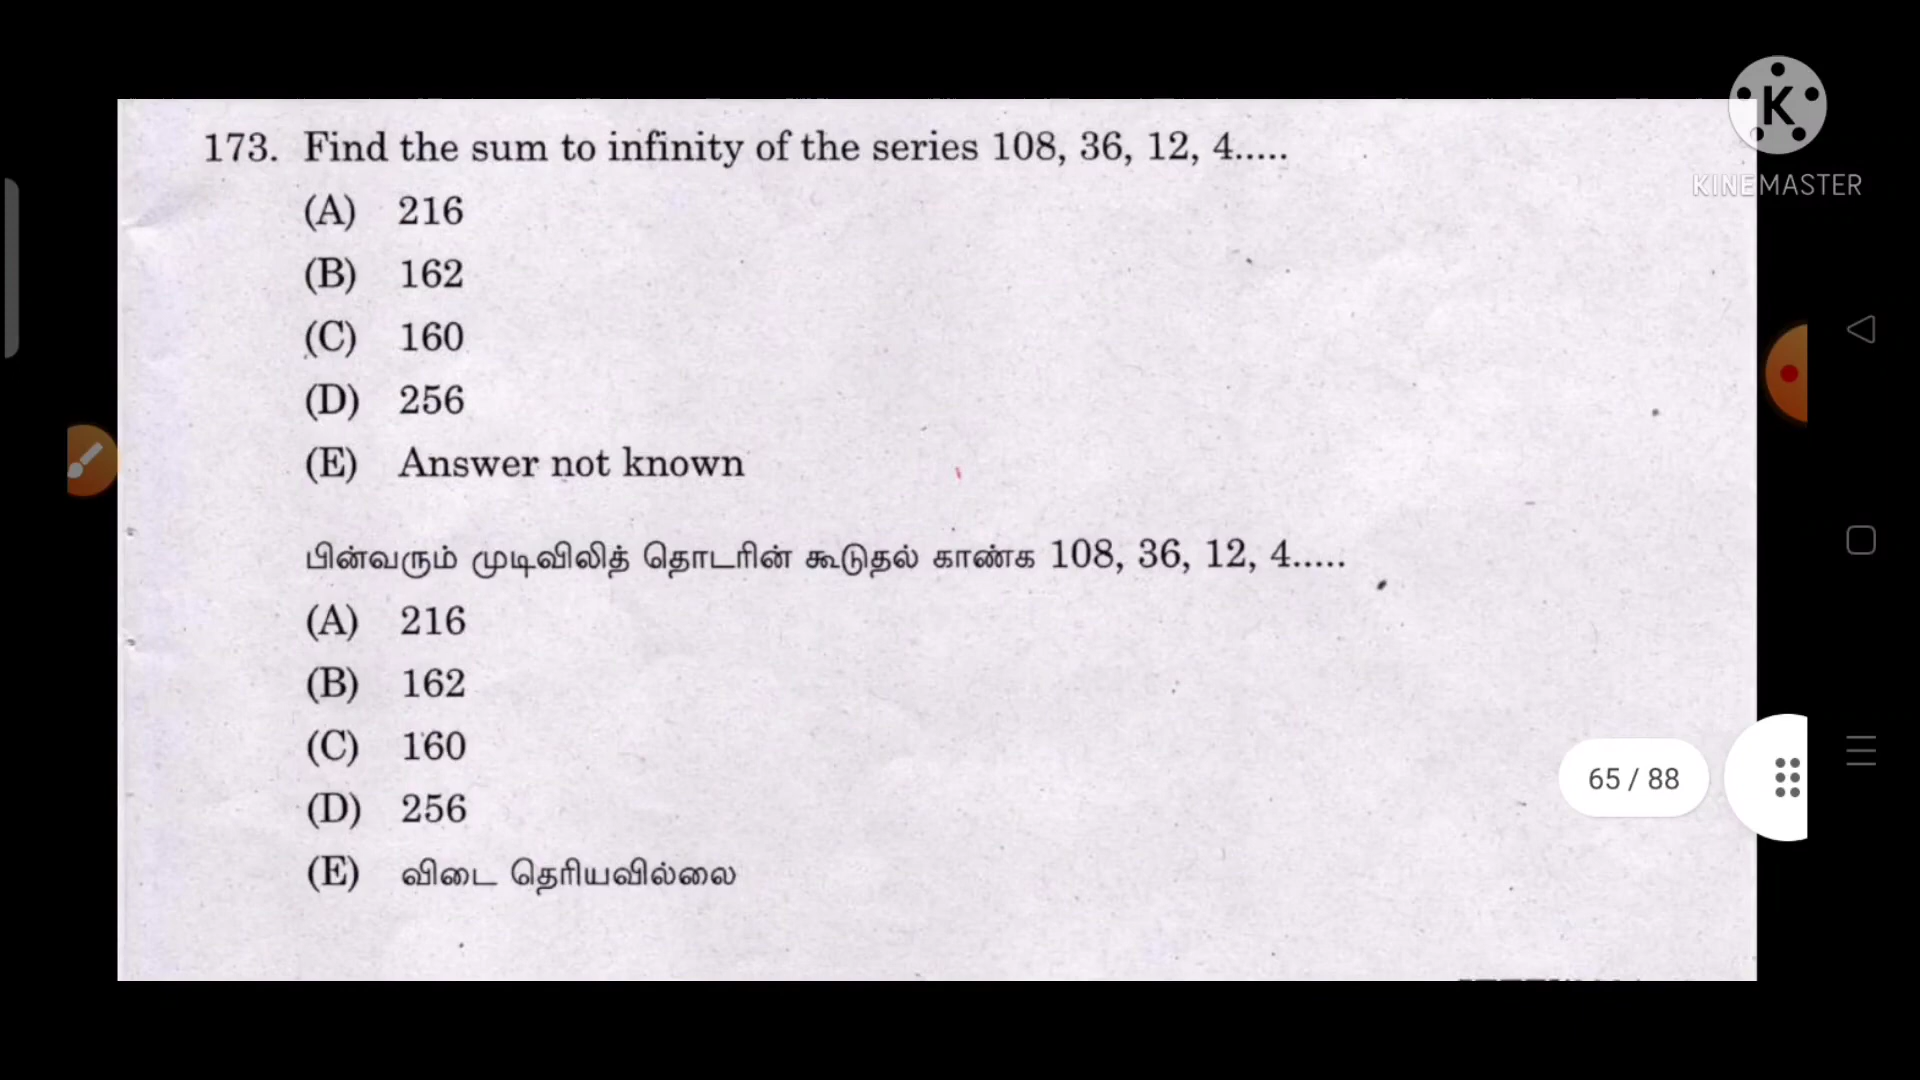 K
KINEMASTER
173. Find the sum to infinity of the series 108, 36, 12, 4.....
(A) 216
(B) 162
(C) 160
(D) 256
(E) Answer not known
பின்வரும் முடிவிலித் தொடரின் கூடுதல் காண்க 108, 36, 12, 4.....
(A) 216
(B) 162
(C) 160
(D) 256
(E) விடை தெரியவில்லை
65 / 88